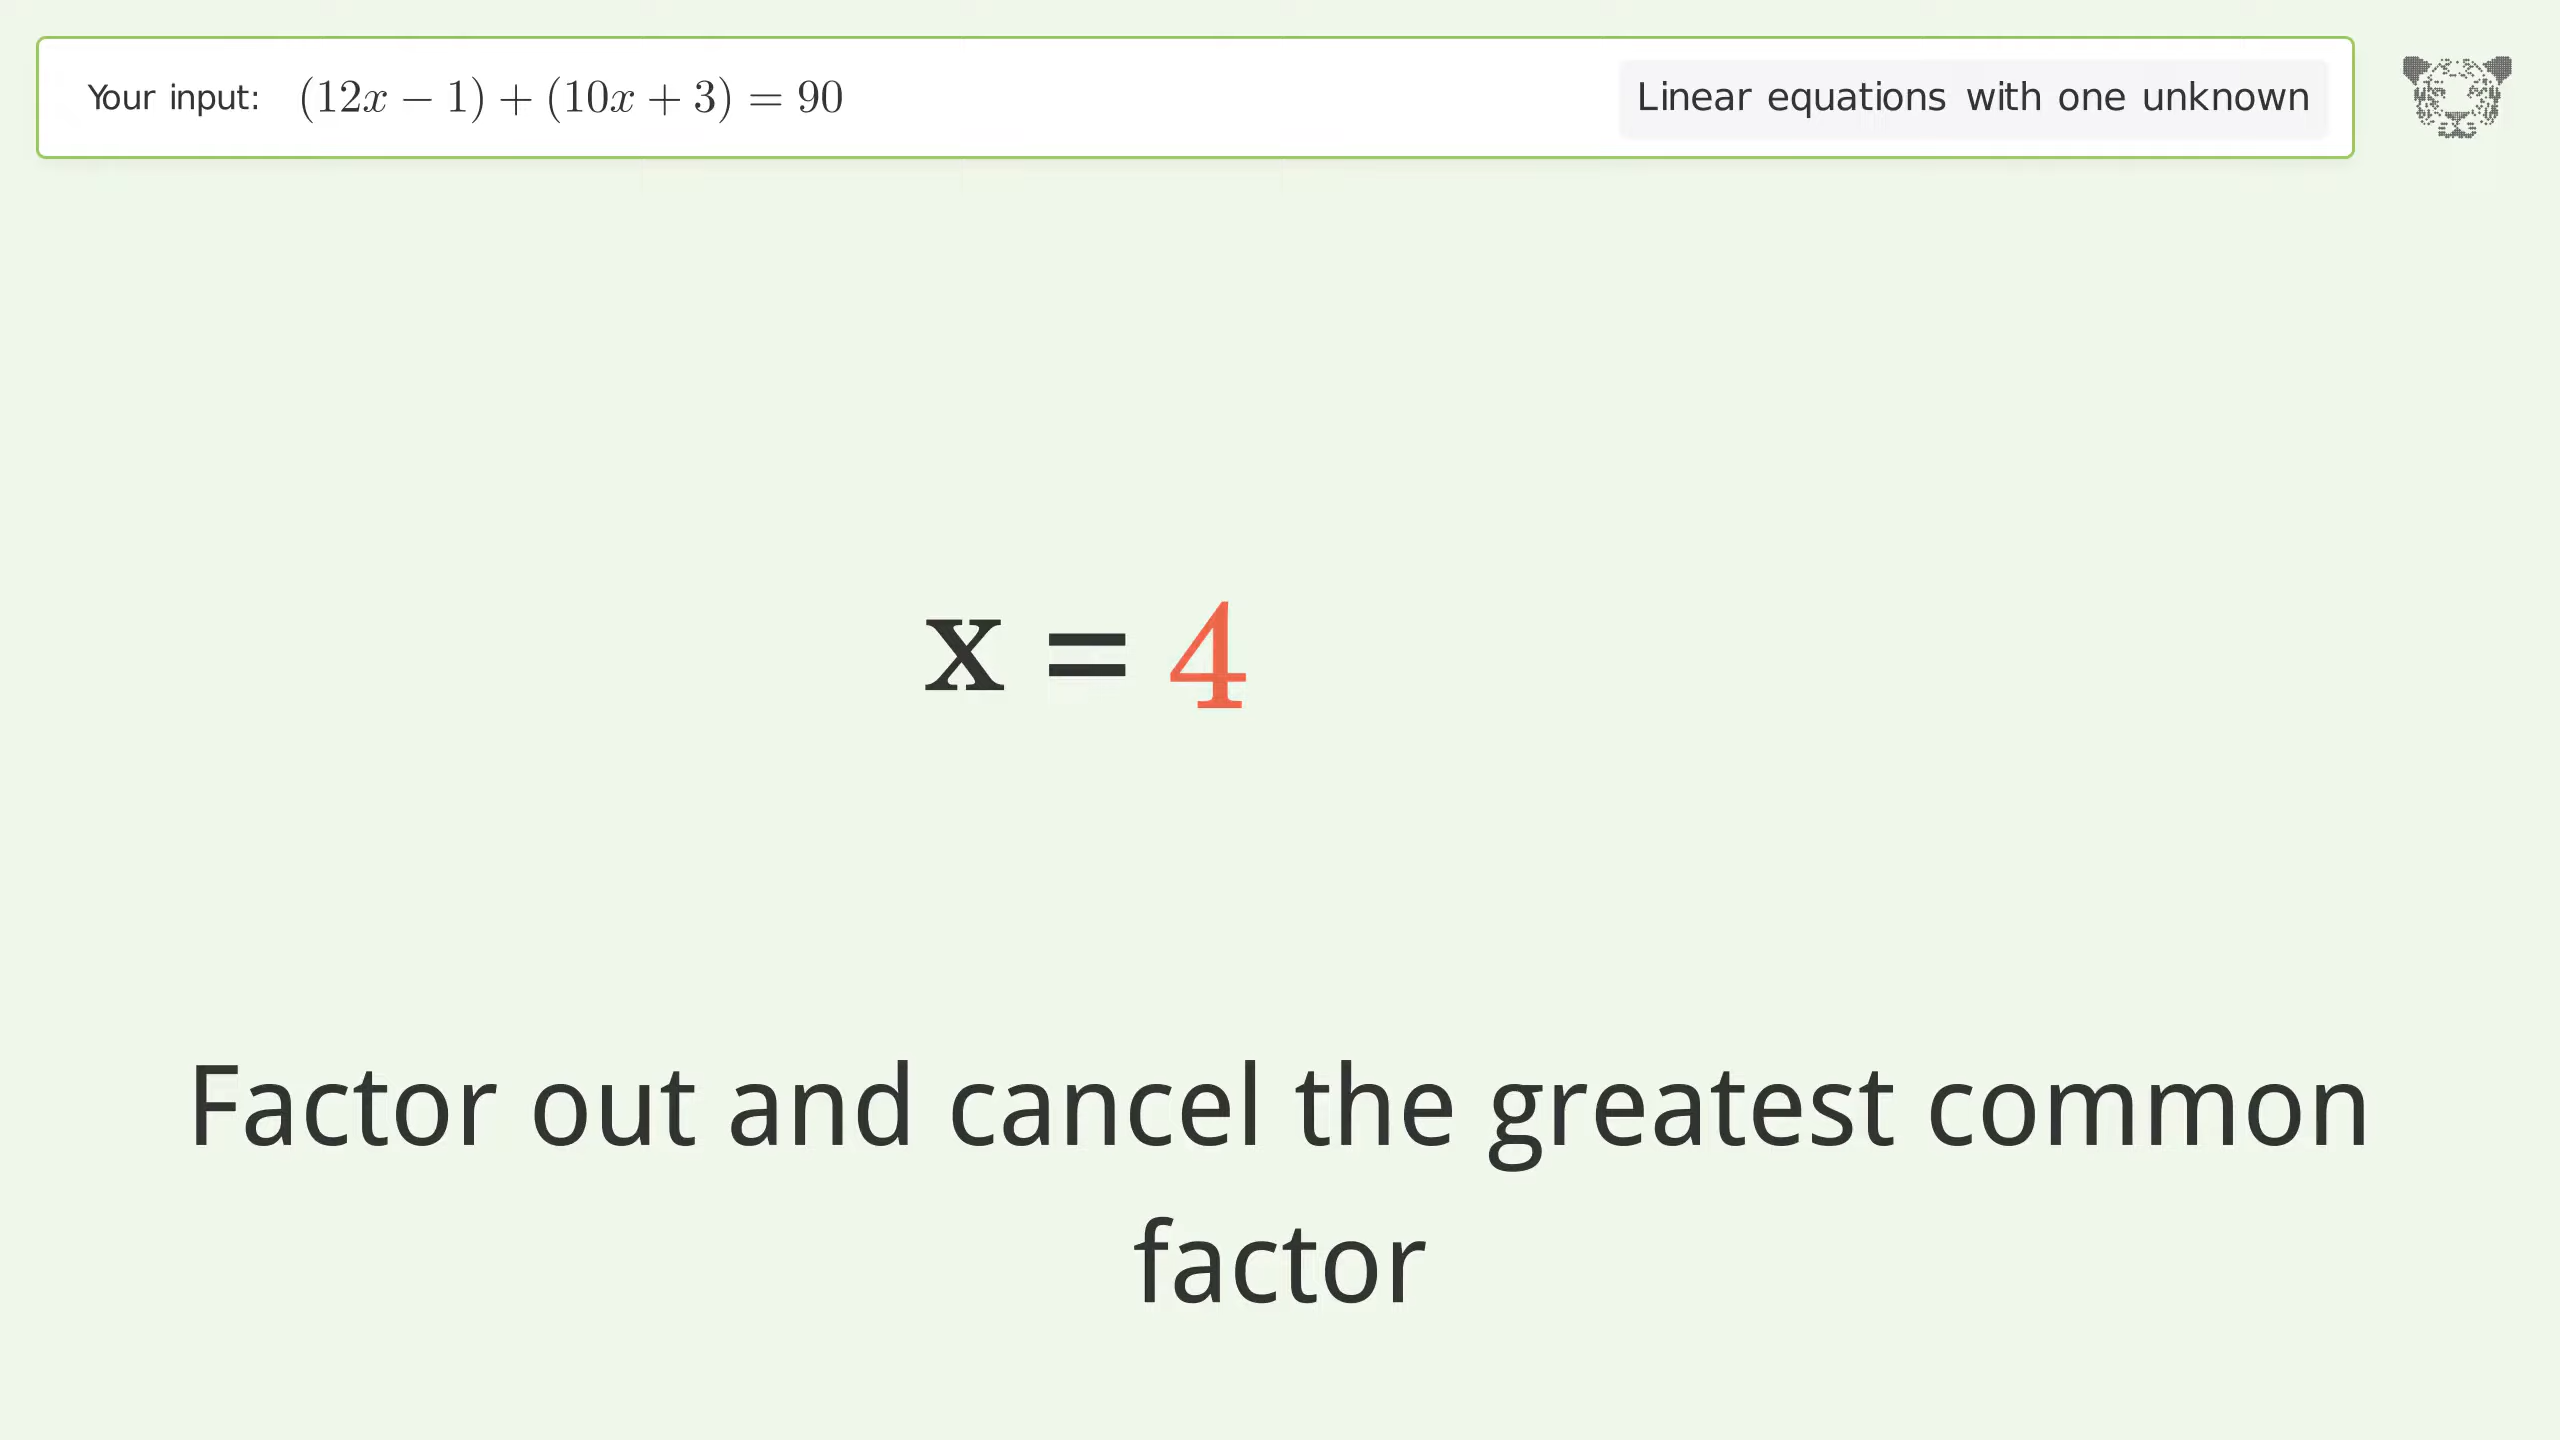 Your input: (12x − 1) + (10x + 3) = 90
Linear equations with one unknown
x = 4
Factor out and cancel the greatest common
factor